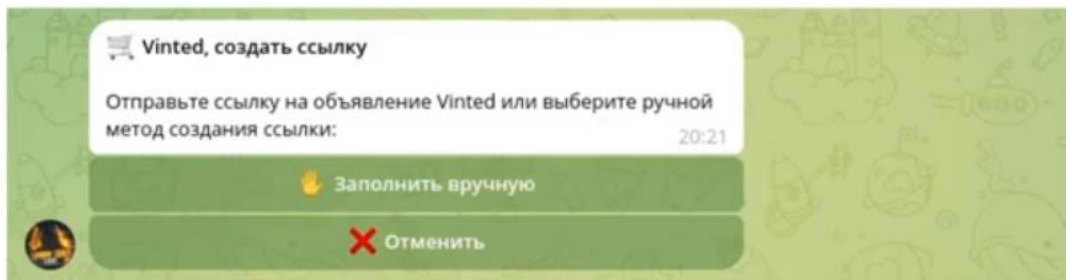 🛒 Vinted, создать ссылку
Отправьте ссылку на объявление Vinted или выберите ручной
метод создания ссылки:
20:21
🤚 Заполнить вручную
❌ Отменить